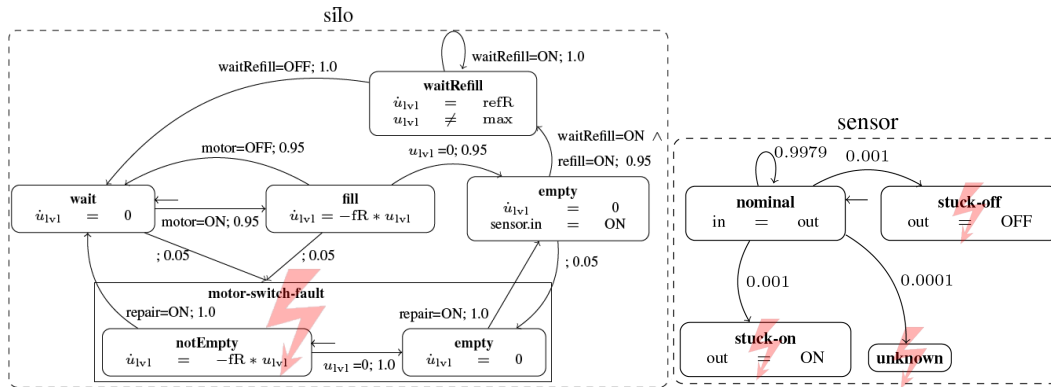 silo
waitRefill=ON; 1.0
waitRefill=OFF; 1.0
waitRefill
u̇lvl = refR
ulvl ≠ max
motor=OFF; 0.95
ulvl =0; 0.95
waitRefill=ON ∧
refill=ON; 0.95
wait
u̇lvl = 0
motor=ON; 0.95
fill
u̇lvl = −fR ∗ ulvl
empty
u̇lvl = 0
sensor.in = ON
; 0.05
; 0.05
; 0.05
motor-switch-fault
repair=ON; 1.0
repair=ON; 1.0
notEmpty
u̇lvl = −fR ∗ ulvl
ulvl =0; 1.0
empty
u̇lvl = 0
sensor
0.9979
0.001
nominal
in = out
stuck-off
out = OFF
0.001
0.0001
stuck-on
out = ON
unknown